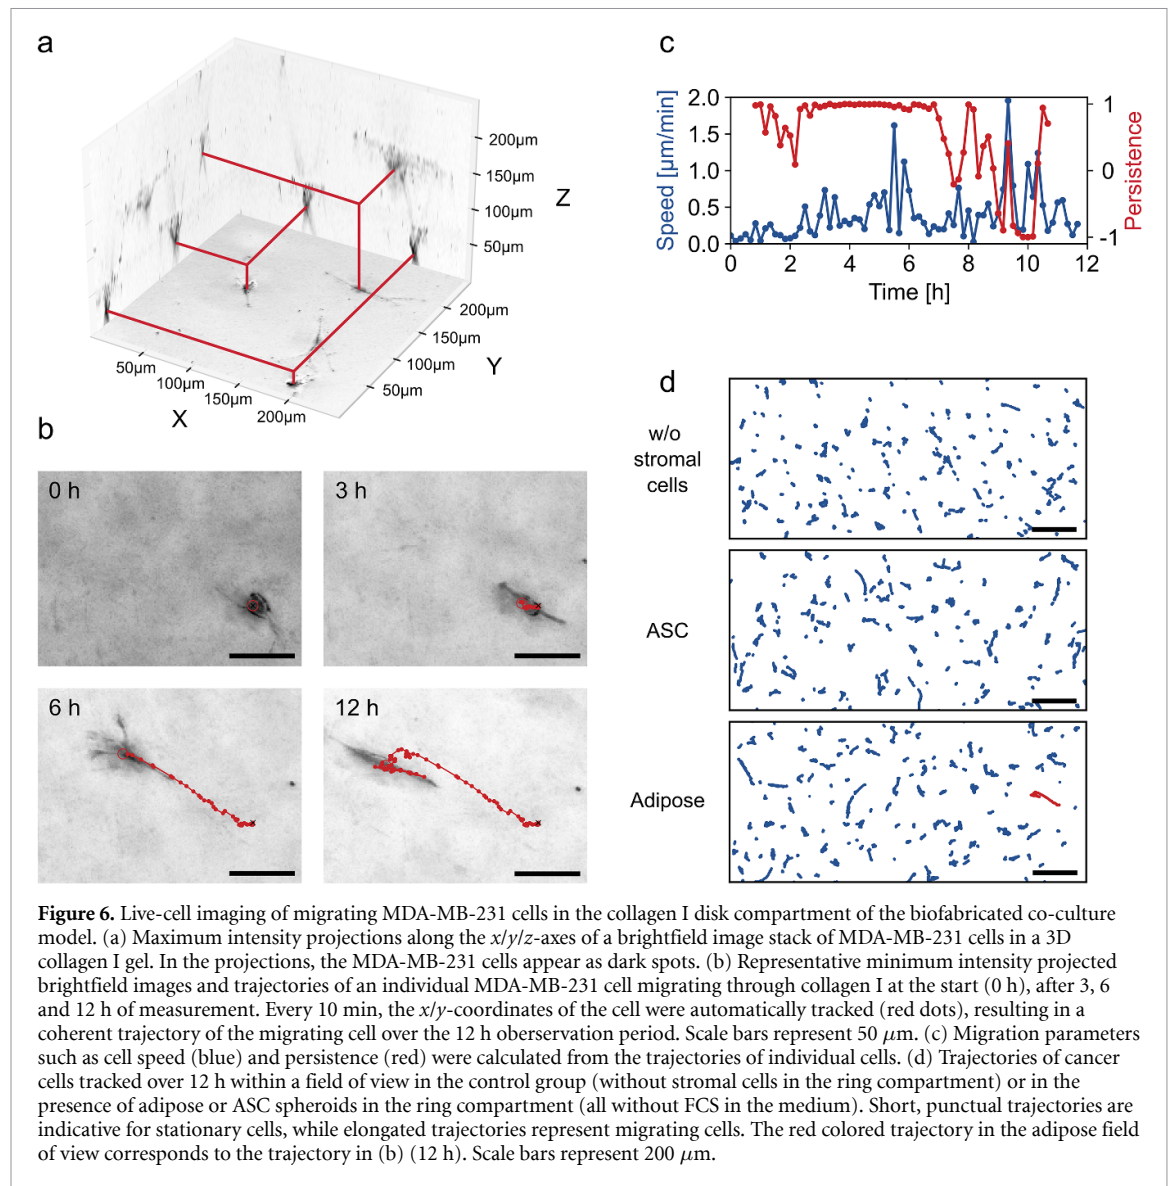 a
200µm
150µm
100µm
50µm
Z
200µm
150µm
100µm
50µm
Y
50µm
100µm
150µm
200µm
X
b
0 h
3 h
6 h
12 h
c
Speed [µm/min]
2.0
1.5
1.0
0.5
0.0
1
0
-1
Persistence
0 2 4 6 8 10 12
Time [h]
d
w/o
stromal
cells
ASC
Adipose
Figure 6. Live-cell imaging of migrating MDA-MB-231 cells in the collagen I disk compartment of the biofabricated co-culture
model. (a) Maximum intensity projections along the x/y/z-axes of a brightfield image stack of MDA-MB-231 cells in a 3D
collagen I gel. In the projections, the MDA-MB-231 cells appear as dark spots. (b) Representative minimum intensity projected
brightfield images and trajectories of an individual MDA-MB-231 cell migrating through collagen I at the start (0 h), after 3, 6
and 12 h of measurement. Every 10 min, the x/y-coordinates of the cell were automatically tracked (red dots), resulting in a
coherent trajectory of the migrating cell over the 12 h oberservation period. Scale bars represent 50 µm. (c) Migration parameters
such as cell speed (blue) and persistence (red) were calculated from the trajectories of individual cells. (d) Trajectories of cancer
cells tracked over 12 h within a field of view in the control group (without stromal cells in the ring compartment) or in the
presence of adipose or ASC spheroids in the ring compartment (all without FCS in the medium). Short, punctual trajectories are
indicative for stationary cells, while elongated trajectories represent migrating cells. The red colored trajectory in the adipose field
of view corresponds to the trajectory in (b) (12 h). Scale bars represent 200 µm.